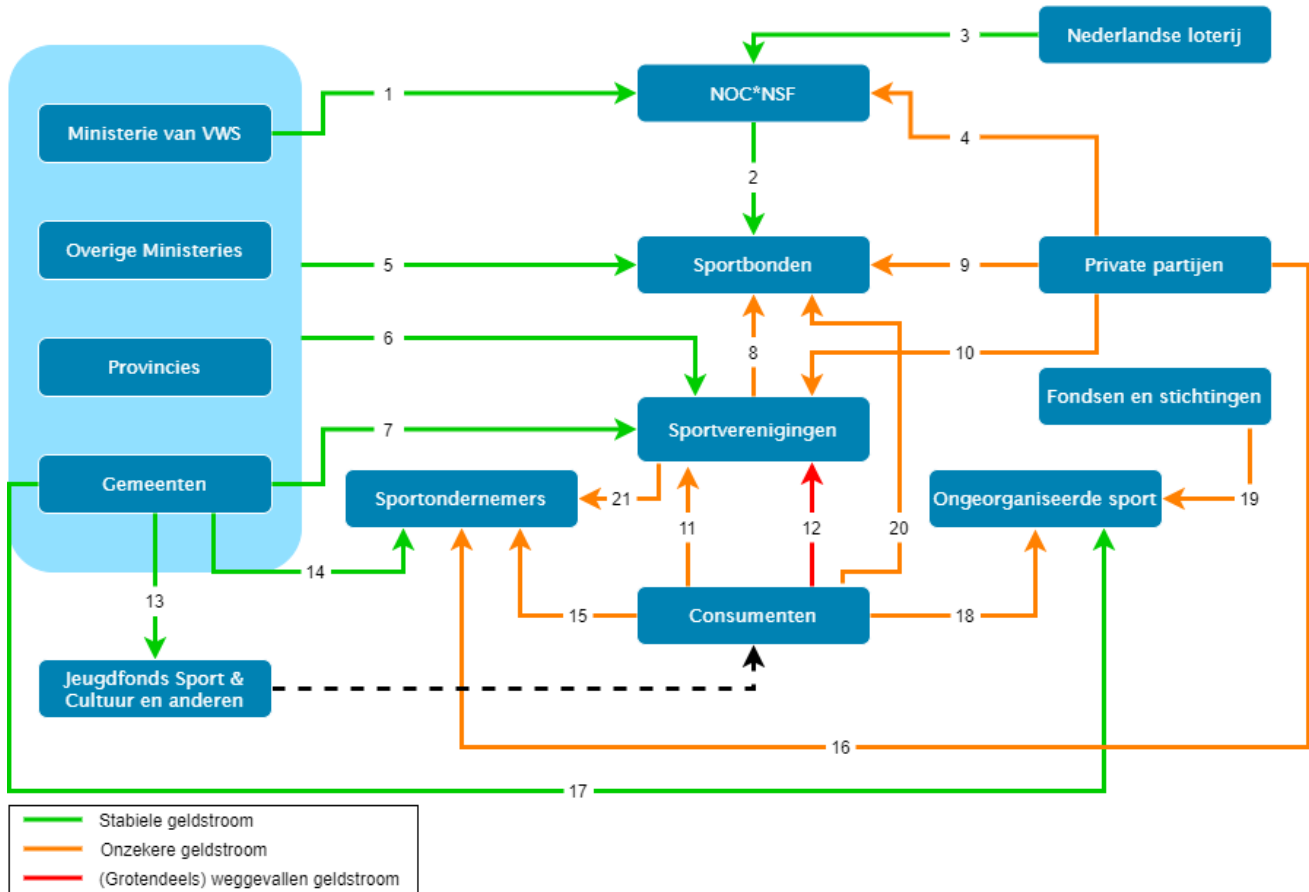 3
Nederlandse loterij
1
NOC*NSF
Ministerie van VWS
4
2
Overige Ministeries
5
Sportbonden
9
Private partijen
6
8
10
Provincies
Fondsen en stichtingen
7
Sportverenigingen
Gemeenten
Sportondernemers
21
Ongeorganiseerde sport
19
11
12
20
14
13
15
Consumenten
18
Jeugdfonds Sport &
Cultuur en anderen
16
17
Stabiele geldstroom
Onzekere geldstroom
(Grotendeels) weggevallen geldstroom